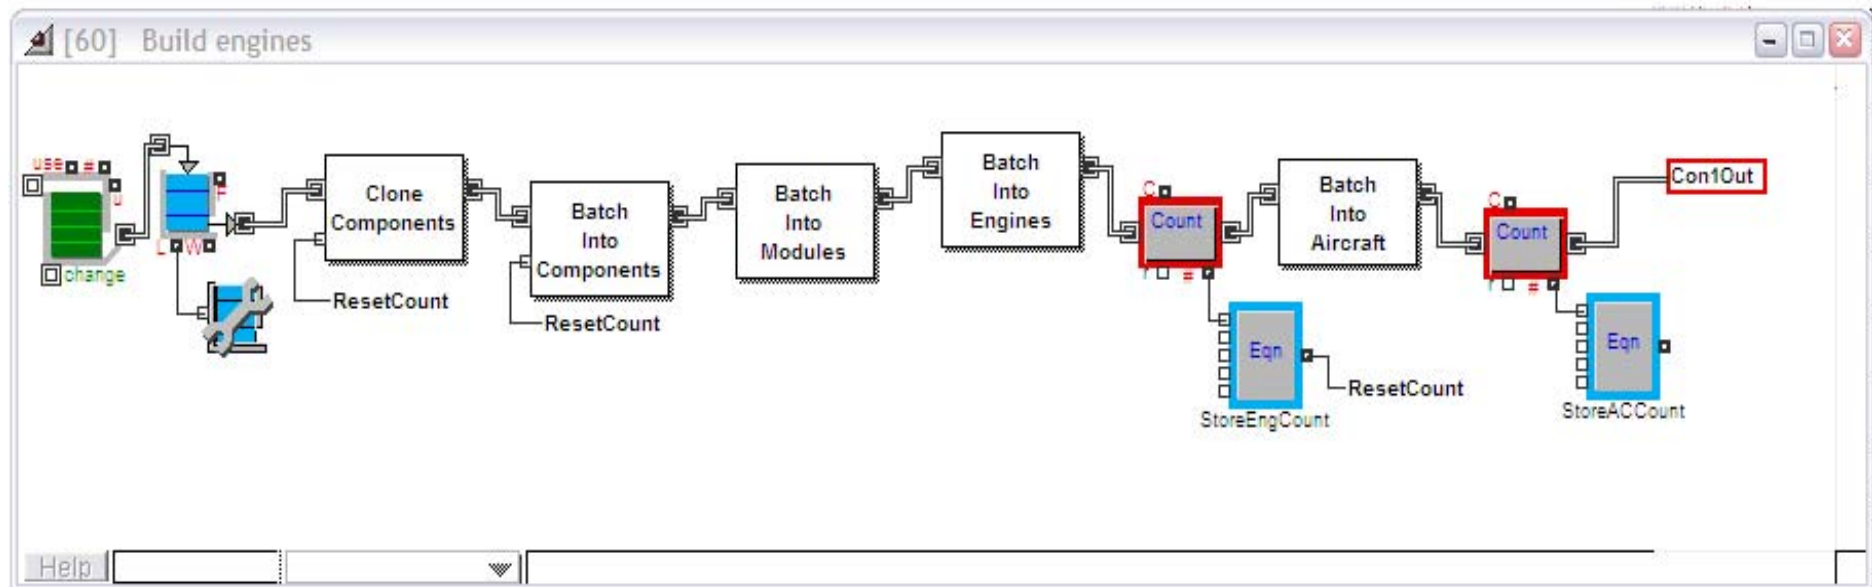 [60] Build engines
use #
u
F
L W
change
Clone
Components
ResetCount
Batch
Into
Components
ResetCount
Batch
Into
Modules
Batch
Into
Engines
C
Count
r #
Eqn
StoreEngCount
ResetCount
Batch
Into
Aircraft
C
Count
r #
Eqn
StoreACCount
Con1Out
Help